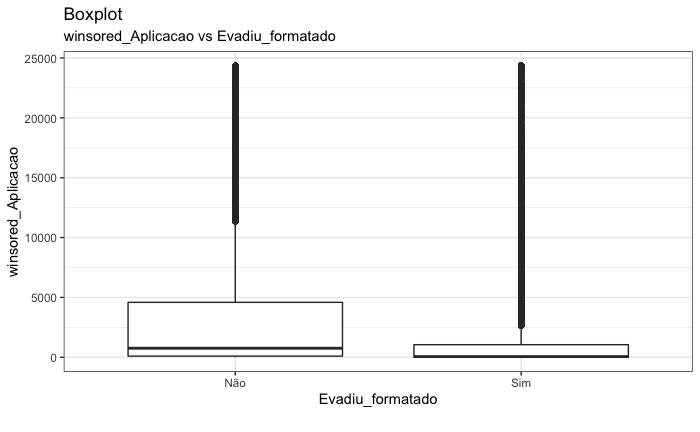 Boxplot
winsored_Aplicacao vs Evadiu_formatado
25000
20000
15000
10000
5000
0
winsored_Aplicacao
Não
Sim
Evadiu_formatado